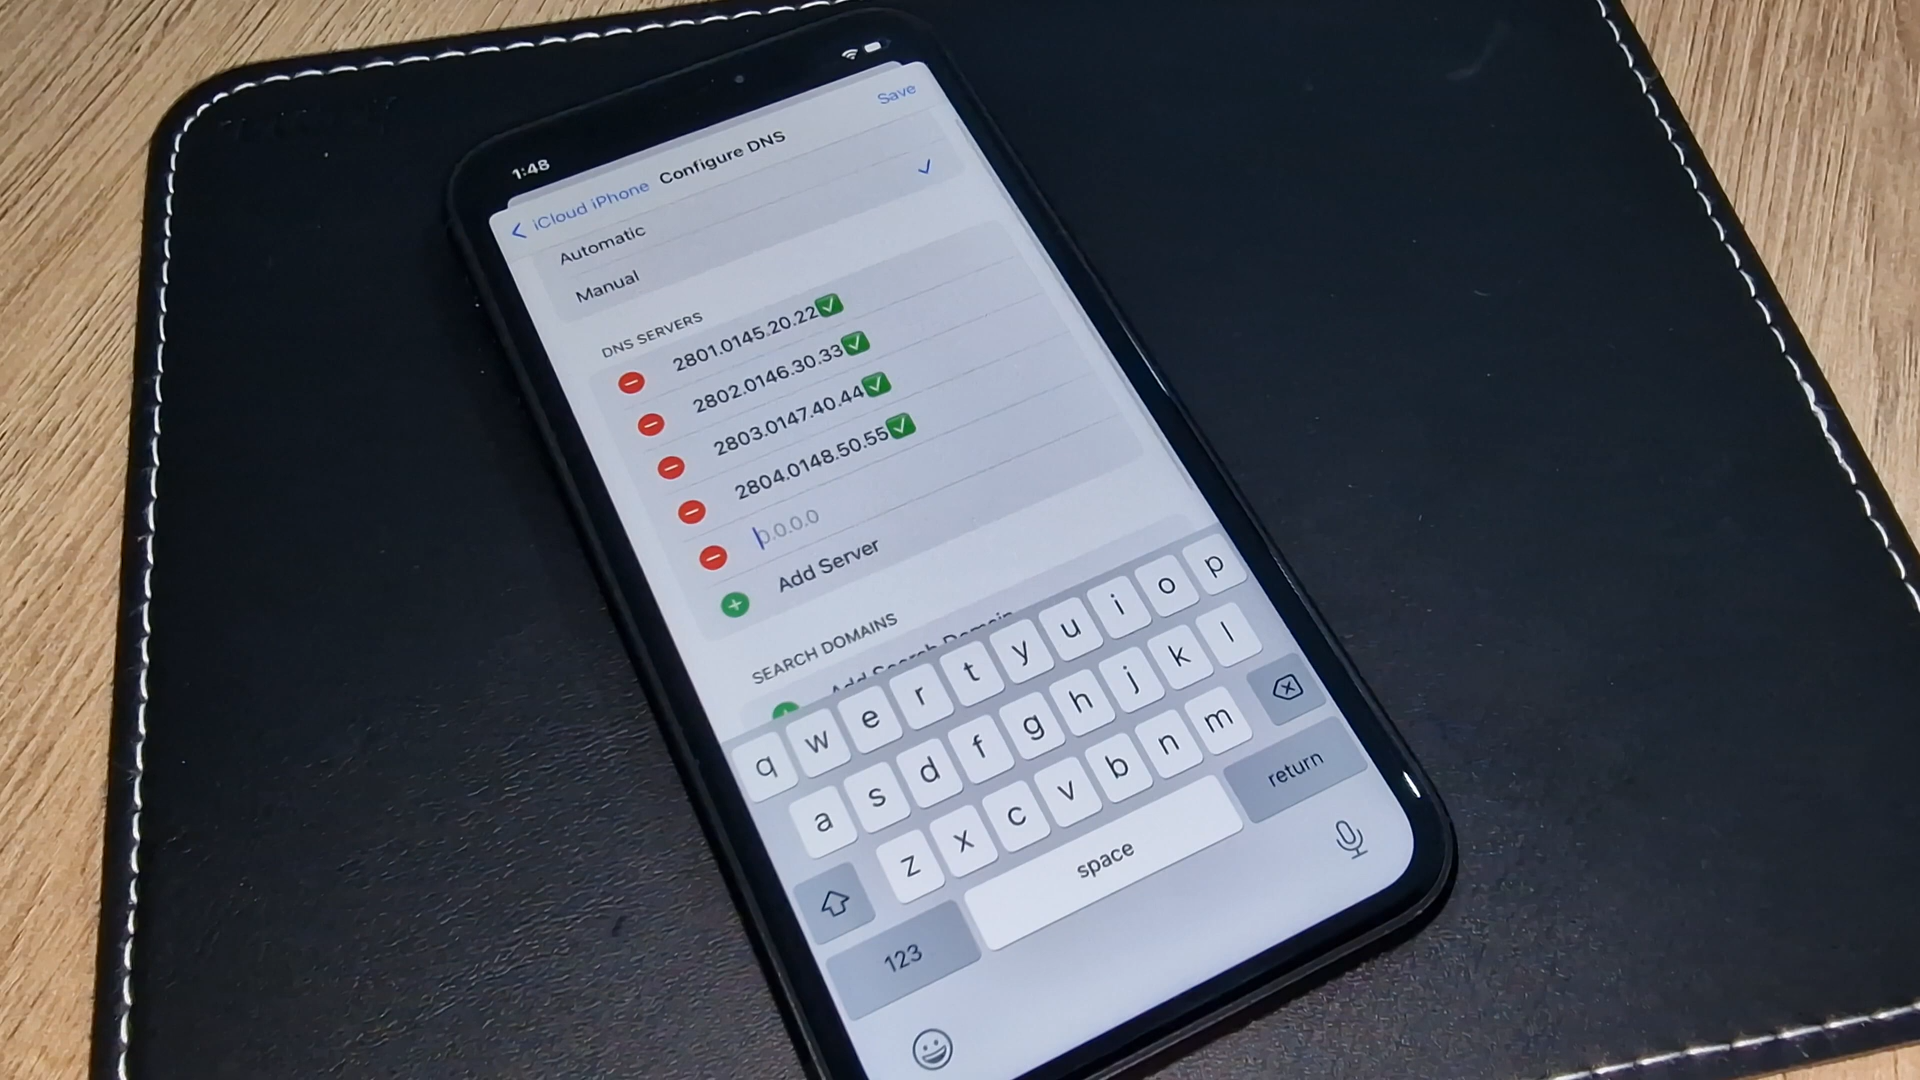 1:48
Save
iCloud iPhone Configure DNS
Automatic
Manual
DNS SERVERS
2801.0145.20.22✅
2802.0146.30.33✅
2803.0147.40.44✅
2804.0148.50.55✅
0.0.0.0
Add Server
SEARCH DOMAINS
Add Search Domain
q w e r t y u i o p
a s d f g h j k l
z x c v b n m
123 space return